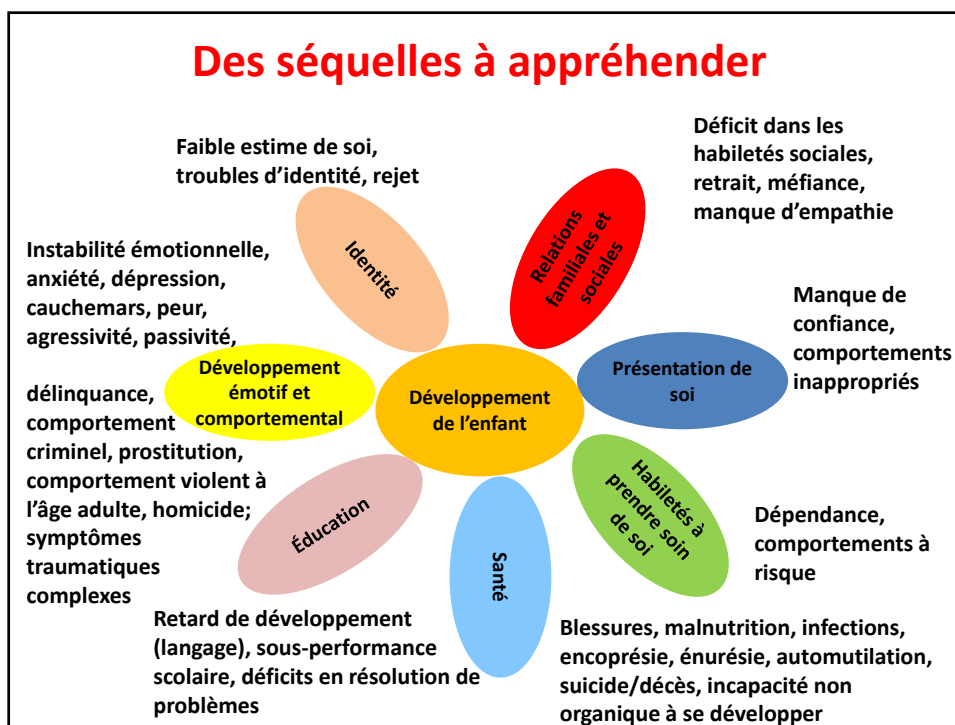 Des séquelles à appréhender
Faible estime de soi,
troubles d’identité, rejet
Identité
Déficit dans les
habiletés sociales,
retrait, méfiance,
manque d’empathie
Relations
familiales et
sociales
Instabilité émotionnelle,
anxiété, dépression,
cauchemars, peur,
agressivité, passivité,
délinquance,
comportement
criminel, prostitution,
comportement violent à
l’âge adulte, homicide;
symptômes
traumatiques
complexes
Développement
émotif et
comportemental
Développement
de l’enfant
Présentation de
soi
Manque de
confiance,
comportements
inappropriés
Éducation
Retard de développement
(langage), sous-performance
scolaire, déficits en résolution de
problèmes
Santé
Blessures, malnutrition, infections,
encoprésie, énurésie, automutilation,
suicide/décès, incapacité non
organique à se développer
Habiletés à
prendre soin
de soi
Dépendance,
comportements à
risque